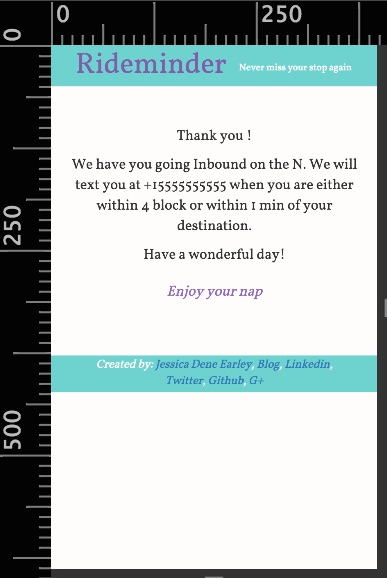 0 250
0
250
500
Rideminder Never miss your stop again
Thank you !
We have you going Inbound on the N. We will
text you at +15555555555 when you are either
within 4 block or within 1 min of your
destination.
Have a wonderful day!
Enjoy your nap
Created by: Jessica Dene Earley, Blog, Linkedin,
Twitter, Github, G+